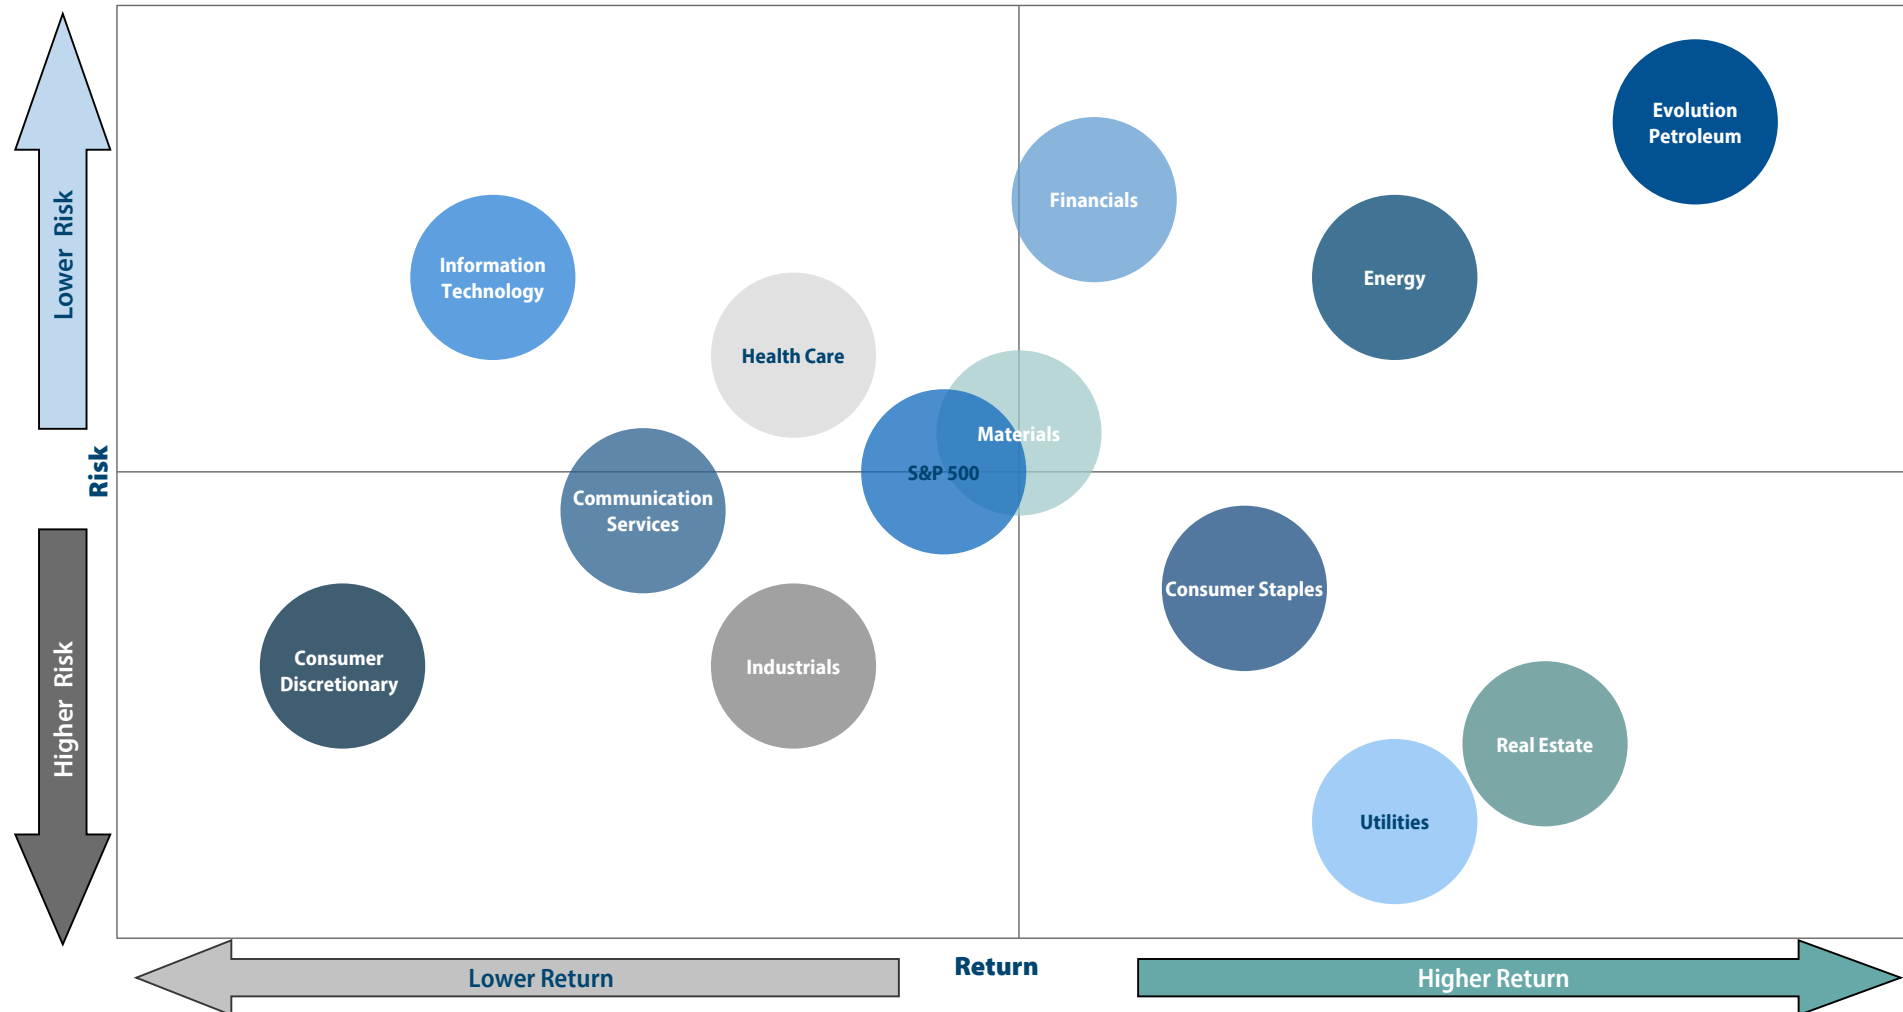 Evolution
Petroleum
Financials
Information
Technology
Energy
Health Care
Materials
S&P 500
Communication
Services
Consumer Staples
Consumer
Discretionary
Industrials
Real Estate
Utilities
Lower Risk
Risk
Higher Risk
Lower Return
Return
Higher Return